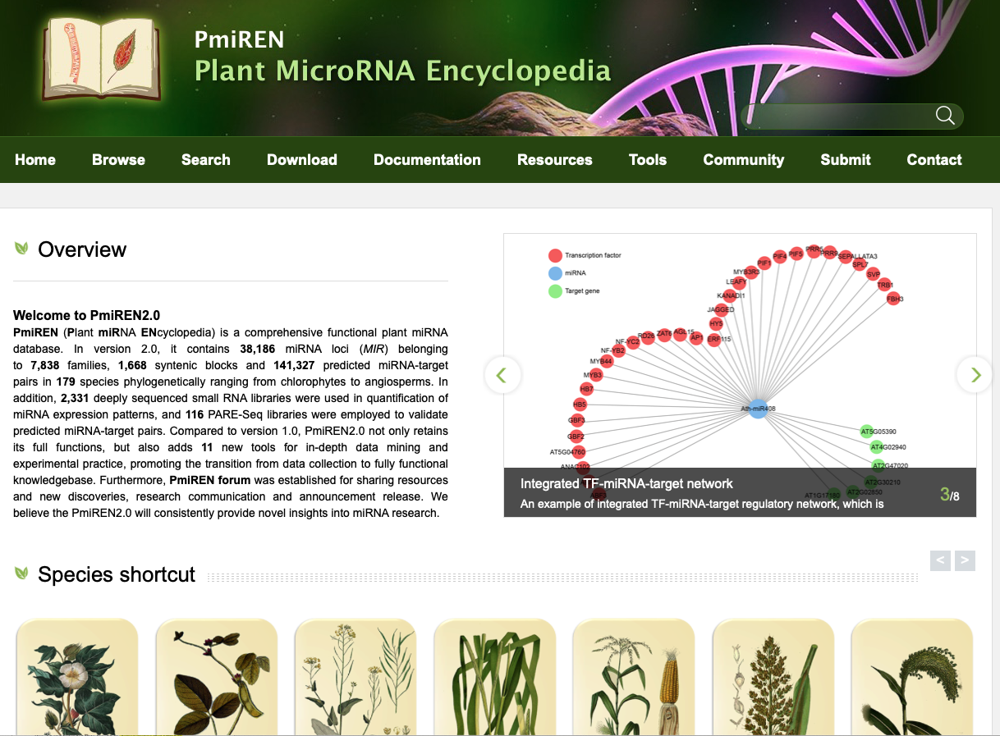 PmiREN
Plant MicroRNA Encyclopedia
Home Browse Search Download Documentation Resources Tools Community Submit Contact
Overview
Welcome to PmiREN2.0
PmiREN (Plant miRNA ENcyclopedia) is a comprehensive functional plant miRNA
database. In version 2.0, it contains 38,186 miRNA loci (MIR) belonging
to 7,838 families, 1,668 syntenic blocks and 141,327 predicted miRNA-target
pairs in 179 species phylogenetically ranging from chlorophytes to angiosperms. In
addition, 2,331 deeply sequenced small RNA libraries were used in quantification of
miRNA expression patterns, and 116 PARE-Seq libraries were employed to validate
predicted miRNA-target pairs. Compared to version 1.0, PmiREN2.0 not only retains
its full functions, but also adds 11 new tools for in-depth data mining and
experimental practice, promoting the transition from data collection to fully functional
knowledgebase. Furthermore, PmiREN forum was established for sharing resources
and new discoveries, research communication and announcement release. We
believe the PmiREN2.0 will consistently provide novel insights into miRNA research.
Transcription factor
miRNA
Target gene
PRR5
PRR9
SEPALLATA3
PIF5
PIF4
PIF1
SPL7
SVP
TRB1
FBH3
MYB3R3
LEAFY
KANADI1
JAGGED
HY5
ERF115
AP1
AGL15
ZAT6
RD26
NF-YC2
NF-YB2
MYB44
MYB3
HB7
HB5
GBF3
GBF2
AT5G04760
ANAC102
ABF3
Ath-miR408
AT5G05390
AT4G02940
AT2G47020
AT2G30210
AT2G02850
AT1G17180
Integrated TF-miRNA-target network
An example of integrated TF-miRNA-target regulatory network, which is
3/8
Species shortcut
< >